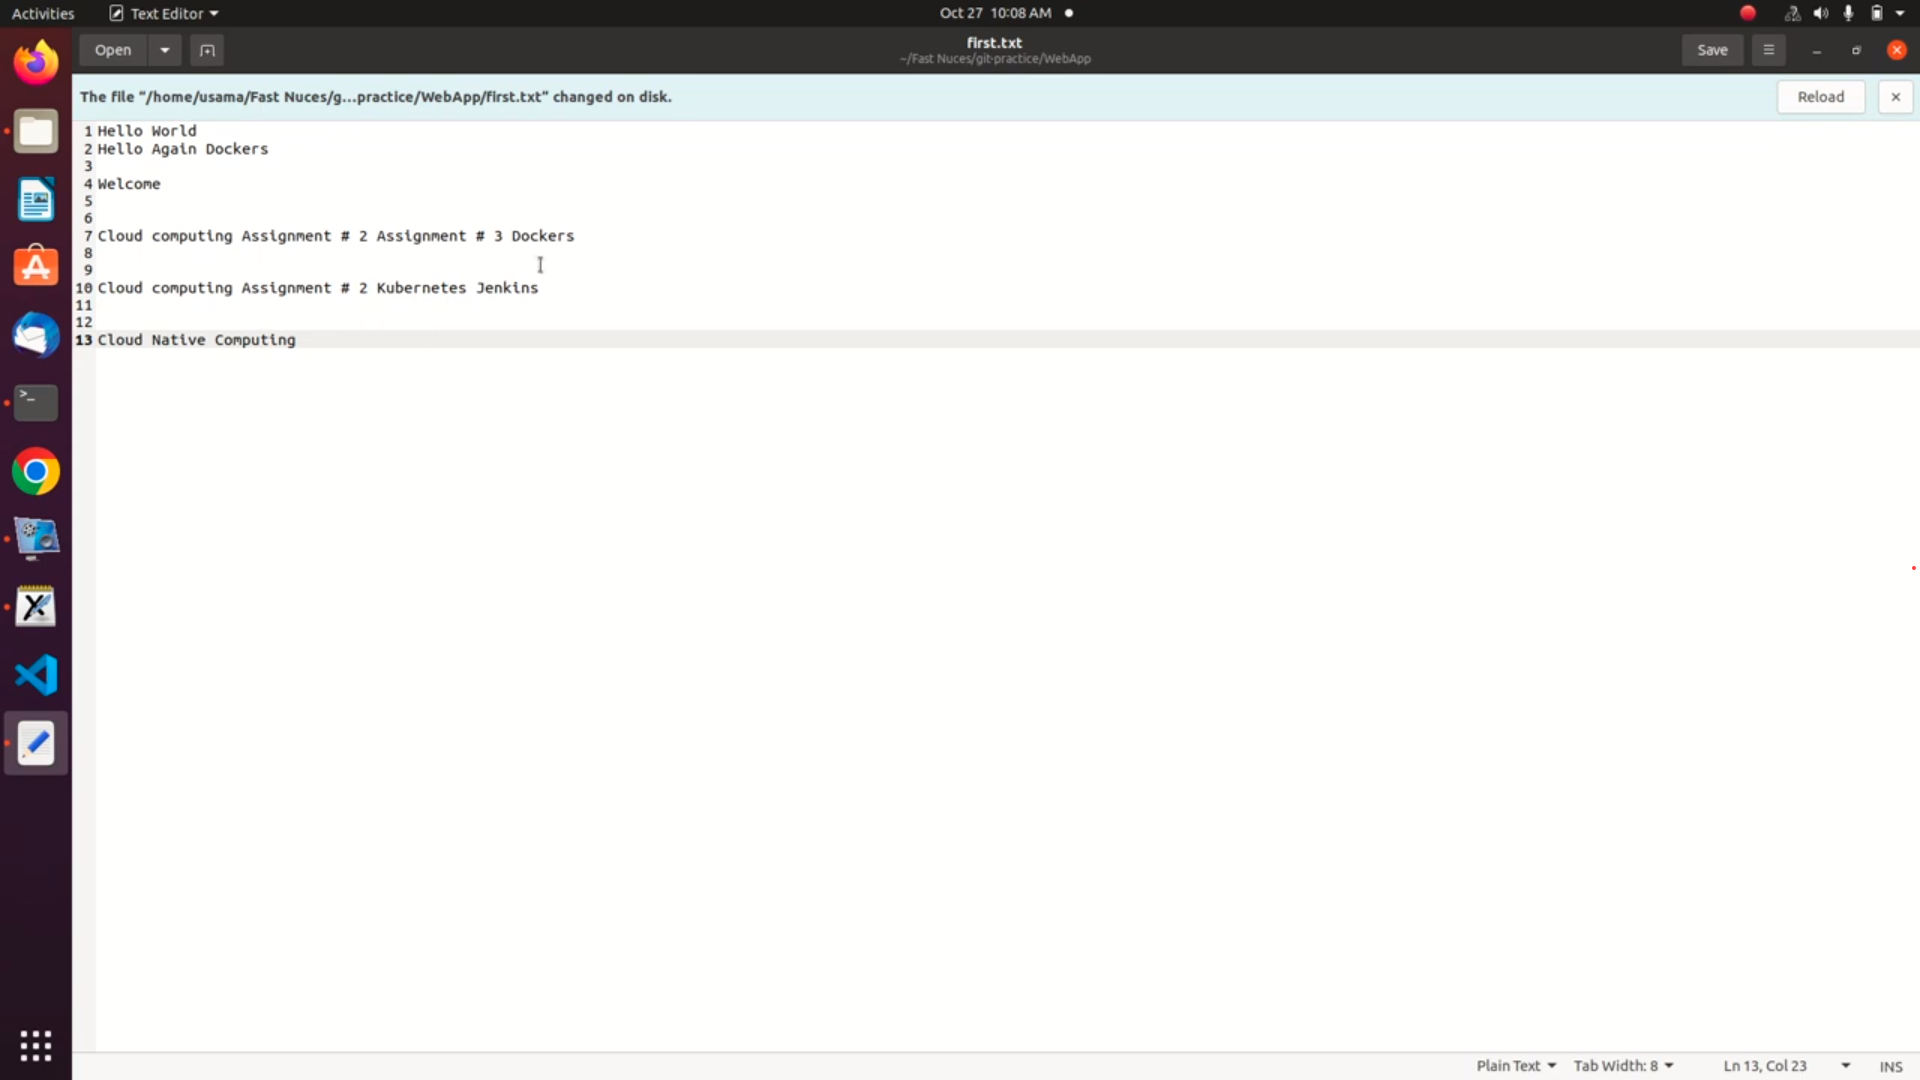 Activities Text Editor Oct 27 10:08 AM
Open first.txt Save
~/Fast Nuces/git-practice/WebApp
The file "/home/usama/Fast Nuces/g...practice/WebApp/first.txt" changed on disk. Reload
1 Hello World
2 Hello Again Dockers
3
4 Welcome
5
6
7 Cloud computing Assignment # 2 Assignment # 3 Dockers
8
9
10 Cloud computing Assignment # 2 Kubernetes Jenkins
11
12
13 Cloud Native Computing
Plain Text Tab Width: 8 Ln 13, Col 23 INS